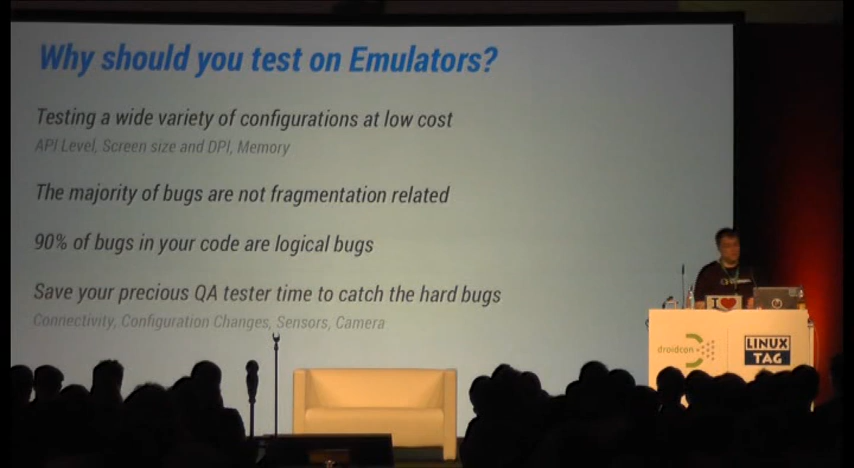 Why should you test on Emulators?
Testing a wide variety of configurations at low cost
API Level, Screen size and DPI, Memory
The majority of bugs are not fragmentation related
90% of bugs in your code are logical bugs
Save your precious QA tester time to catch the hard bugs
Connectivity, Configuration Changes, Sensors, Camera
I
droidcon
LINUX
TAG